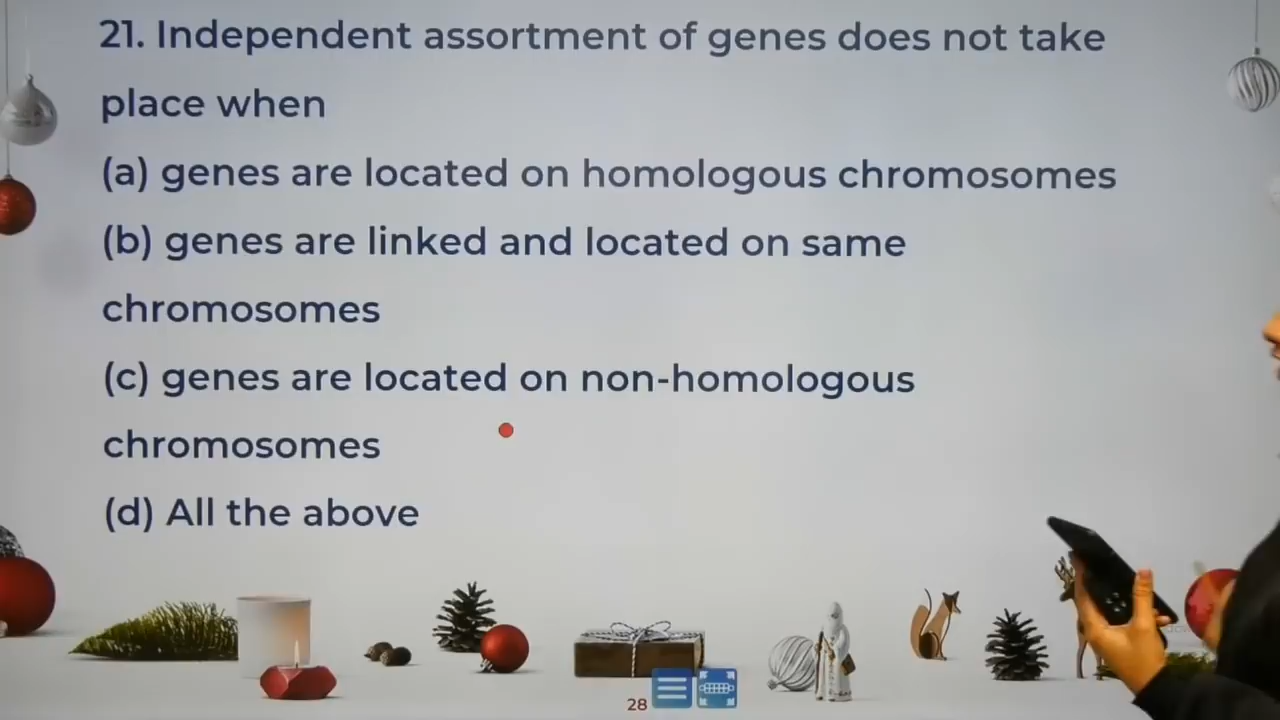 21. Independent assortment of genes does not take
place when
(a) genes are located on homologous chromosomes
(b) genes are linked and located on same
chromosomes
(c) genes are located on non-homologous
chromosomes
(d) All the above
28